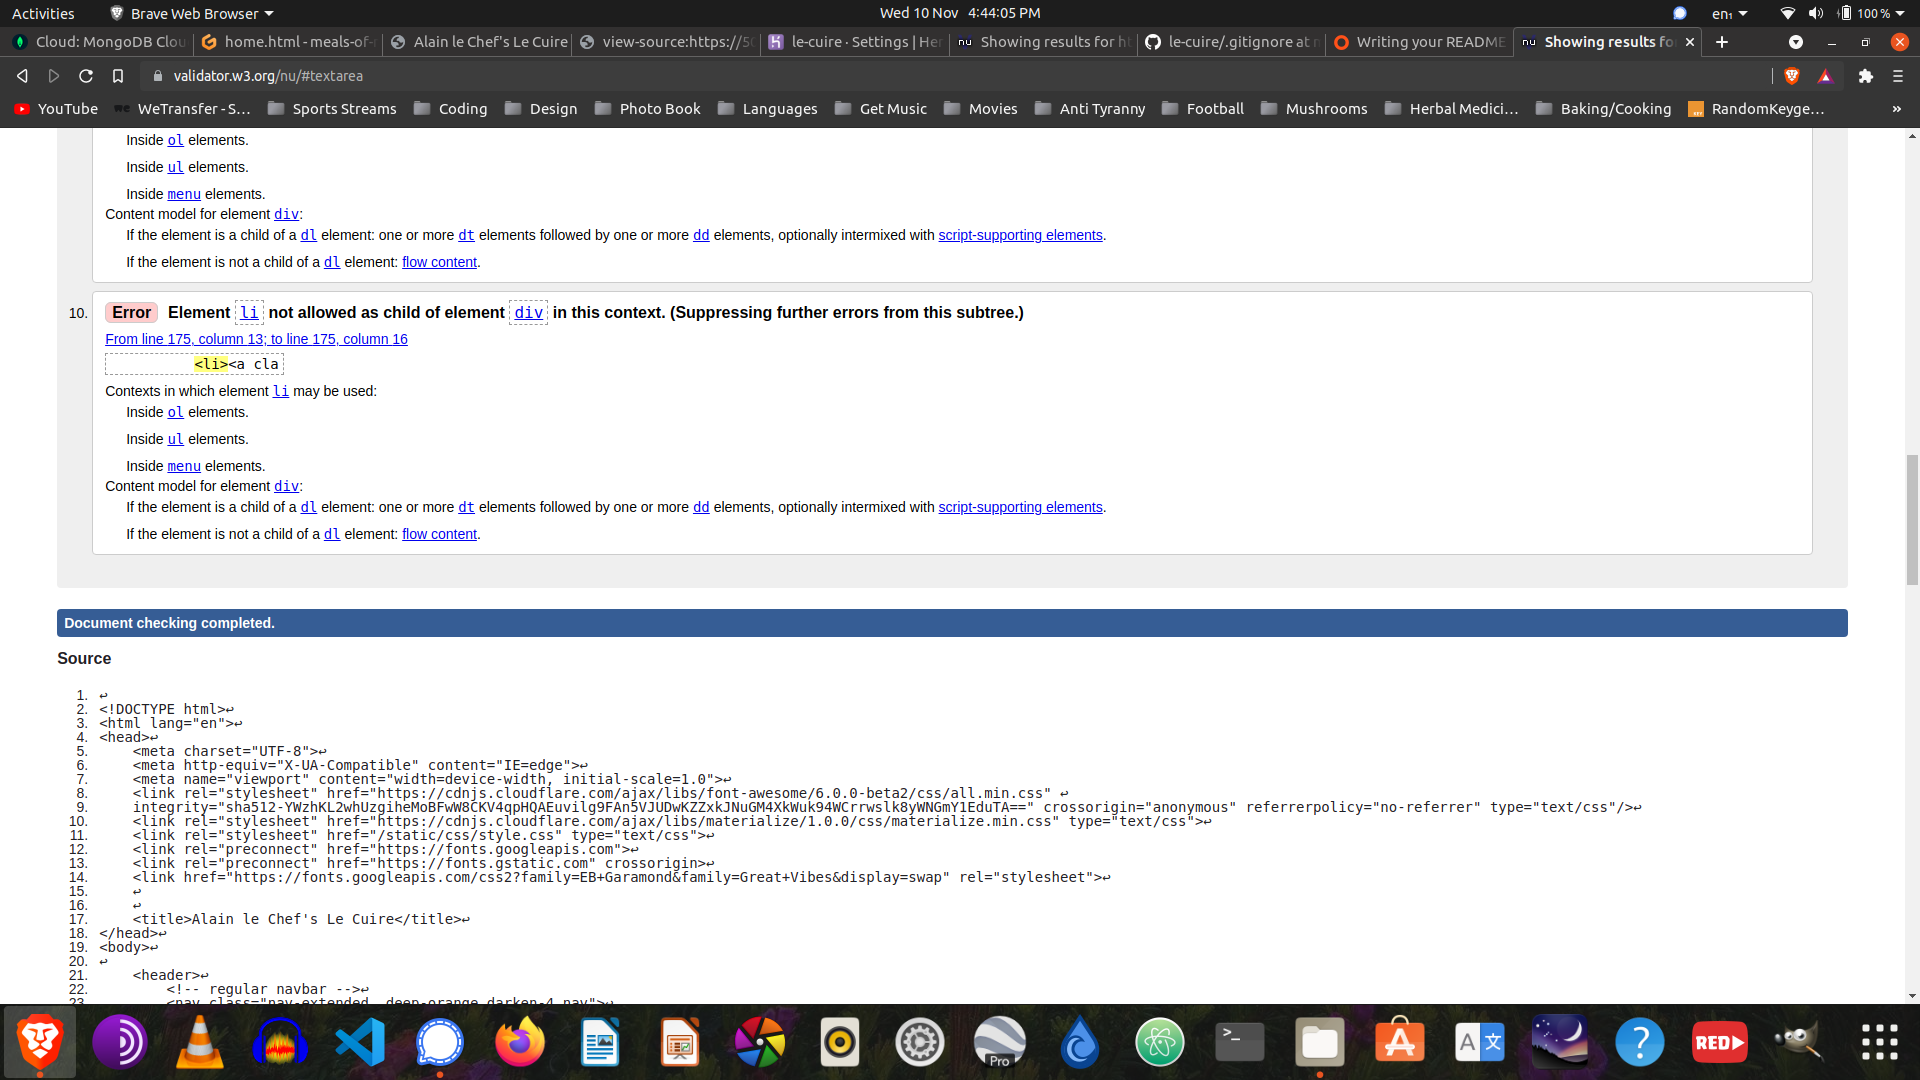 Activities
Brave Web Browser
Wed 10 Nov 4:44:05 PM
en₁
100 %
Cloud: MongoDB Clou
home.html - meals-of-
Alain le Chef's Le Cuire
view-source:https://50
le-cuire · Settings | Her
Showing results for ht
le-cuire/.gitignore at m
Writing your README
Showing results fo
validator.w3.org/nu/#textarea
YouTube
WeTransfer - S...
Sports Streams
Coding
Design
Photo Book
Languages
Get Music
Movies
Anti Tyranny
Football
Mushrooms
Herbal Medici...
Baking/Cooking
RandomKeyge...
»
Inside ol elements.
Inside ul elements.
Inside menu elements.
Content model for element div:
If the element is a child of a dl element: one or more dt elements followed by one or more dd elements, optionally intermixed with script-supporting elements.
If the element is not a child of a dl element: flow content.
10. Error Element li not allowed as child of element div in this context. (Suppressing further errors from this subtree.)
From line 175, column 13; to line 175, column 16
<li><a cla
Contexts in which element li may be used:
Inside ol elements.
Inside ul elements.
Inside menu elements.
Content model for element div:
If the element is a child of a dl element: one or more dt elements followed by one or more dd elements, optionally intermixed with script-supporting elements.
If the element is not a child of a dl element: flow content.
Document checking completed.
Source
1. ↩
2. <!DOCTYPE html>↩
3. <html lang="en">↩
4. <head>↩
5. <meta charset="UTF-8">↩
6. <meta http-equiv="X-UA-Compatible" content="IE=edge">↩
7. <meta name="viewport" content="width=device-width, initial-scale=1.0">↩
8. <link rel="stylesheet" href="https://cdnjs.cloudflare.com/ajax/libs/font-awesome/6.0.0-beta2/css/all.min.css" ↩
9. integrity="sha512-YWzhKL2whUzgiheMoBFwW8CKV4qpHQAEuvilg9FAn5VJUDwKZZxkJNuGM4XkWuk94WCrrwslk8yWNGmY1EduTA==" crossorigin="anonymous" referrerpolicy="no-referrer" type="text/css"/>↩
10. <link rel="stylesheet" href="https://cdnjs.cloudflare.com/ajax/libs/materialize/1.0.0/css/materialize.min.css" type="text/css">↩
11. <link rel="stylesheet" href="/static/css/style.css" type="text/css">↩
12. <link rel="preconnect" href="https://fonts.googleapis.com">↩
13. <link rel="preconnect" href="https://fonts.gstatic.com" crossorigin>↩
14. <link href="https://fonts.googleapis.com/css2?family=EB+Garamond&family=Great+Vibes&display=swap" rel="stylesheet">↩
15. ↩
16. ↩
17. <title>Alain le Chef's Le Cuire</title>↩
18. </head>↩
19. <body>↩
20. ↩
21. <header>↩
22. <!-- regular navbar -->↩
23. <nav class="nav-extended deep-orange darken-4 nav">↩
Pro
RED